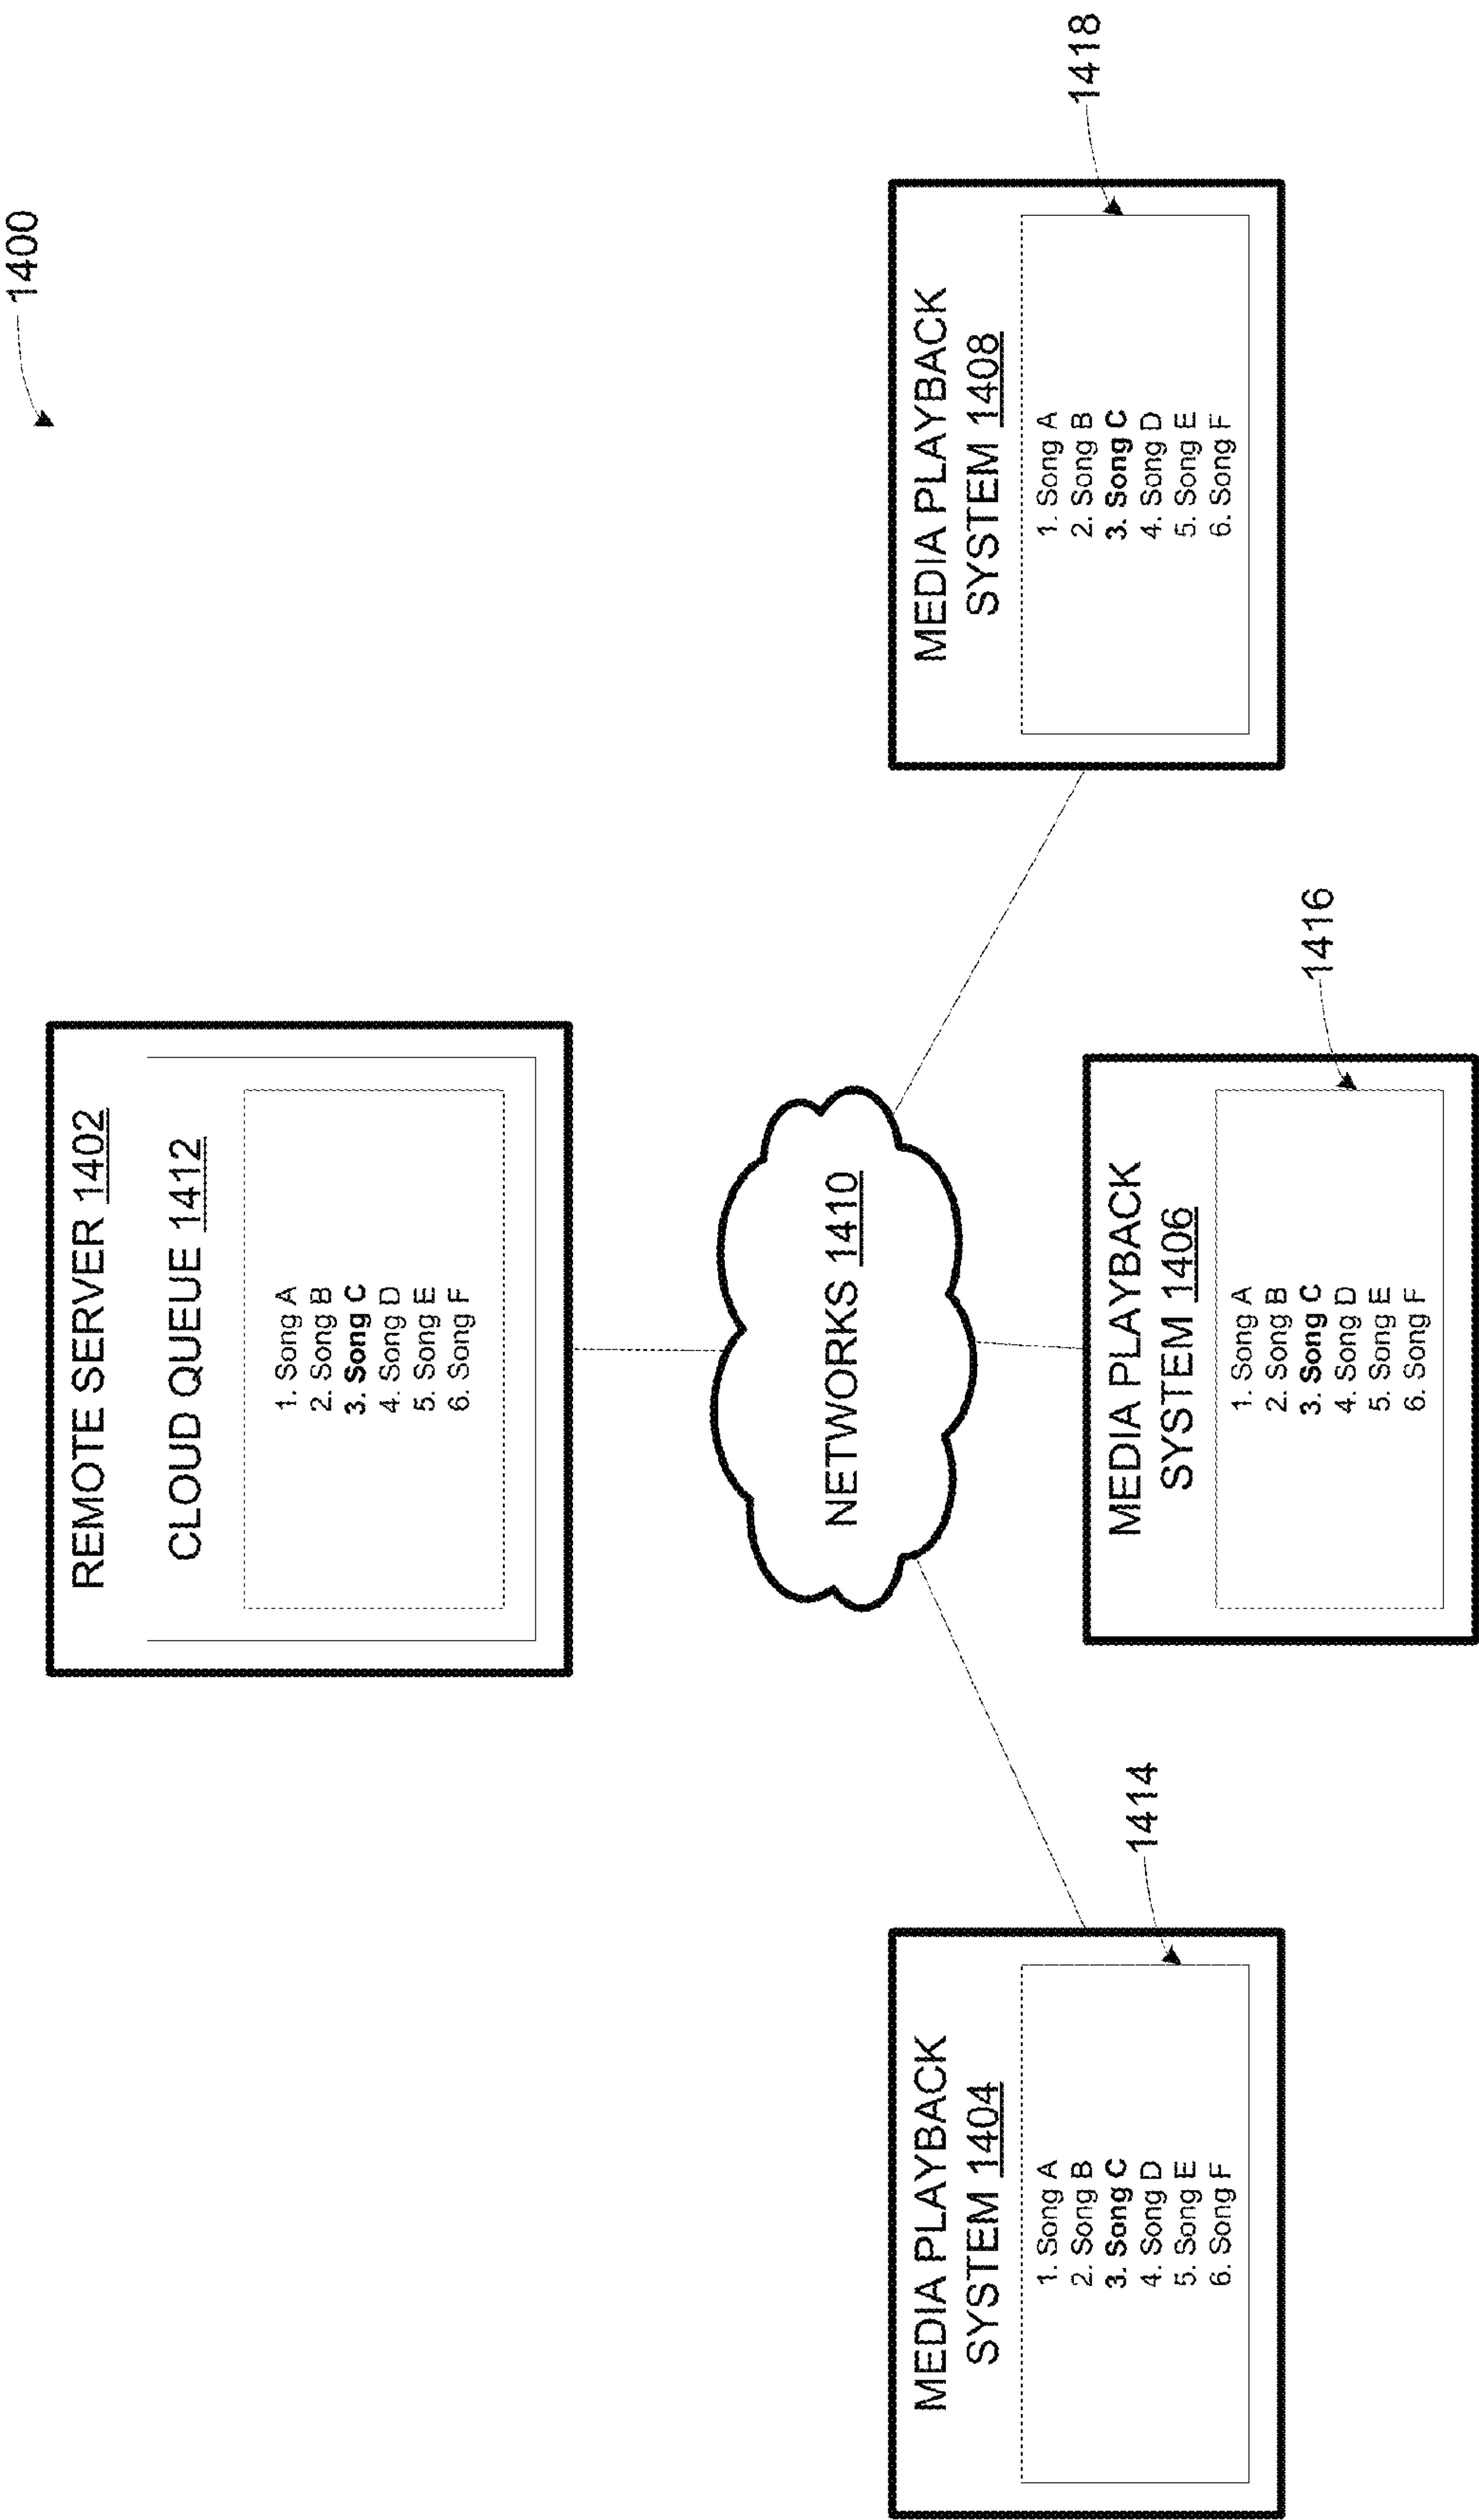 1400
REMOTE SERVER 1402
CLOUD QUEUE 1412
1. Song A
2. Song B
3. Song C
4. Song D
5. Song E
6. Song F
NETWORKS 1410
MEDIA PLAYBACK
SYSTEM 1404
1. Song A
2. Song B
3. Song C
4. Song D
5. Song E
6. Song F
1414
MEDIA PLAYBACK
SYSTEM 1406
1. Song A
2. Song B
3. Song C
4. Song D
5. Song E
6. Song F
1416
MEDIA PLAYBACK
SYSTEM 1408
1. Song A
2. Song B
3. Song C
4. Song D
5. Song E
6. Song F
1418